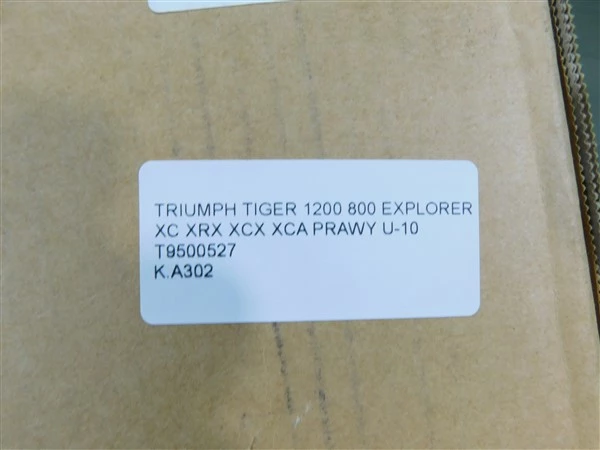 TRIUMPH TIGER 1200 800 EXPLORER
XC XRX XCX XCA PRAWY U-10
T9500527
K.A302